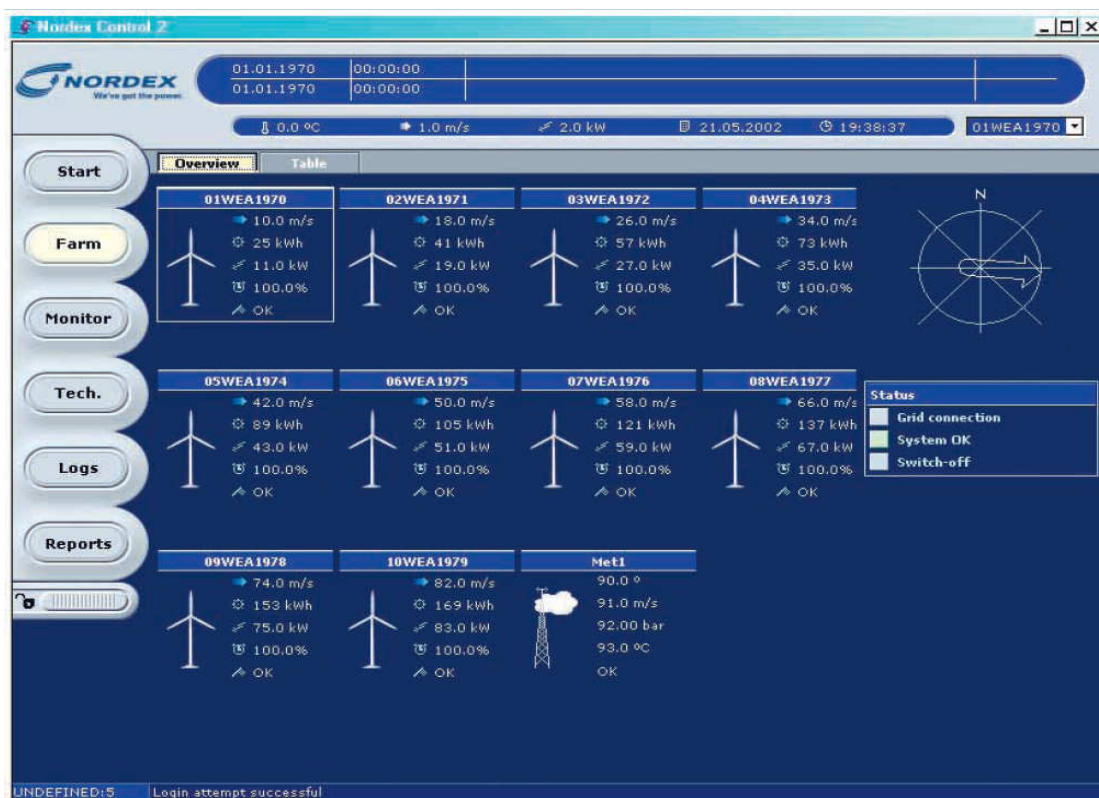 Nordex Control 2
NORDEX
We've got the power.
01.01.1970 00:00:00
01.01.1970 00:00:00
0.0 ºC 1.0 m/s 2.0 kW 21.05.2002 19:38:37 01WEA1970
Start
Farm
Monitor
Tech.
Logs
Reports
Overview Table
01WEA1970
10.0 m/s
25 kWh
11.0 kW
100.0%
OK
02WEA1971
18.0 m/s
41 kWh
19.0 kW
100.0%
OK
03WEA1972
26.0 m/s
57 kWh
27.0 kW
100.0%
OK
04WEA1973
34.0 m/s
73 kWh
35.0 kW
100.0%
OK
N
05WEA1974
42.0 m/s
89 kWh
43.0 kW
100.0%
OK
06WEA1975
50.0 m/s
105 kWh
51.0 kW
100.0%
OK
07WEA1976
58.0 m/s
121 kWh
59.0 kW
100.0%
OK
08WEA1977
66.0 m/s
137 kWh
67.0 kW
100.0%
OK
Status
Grid connection
System OK
Switch-off
09WEA1978
74.0 m/s
153 kWh
75.0 kW
100.0%
OK
10WEA1979
82.0 m/s
169 kWh
83.0 kW
100.0%
OK
Met1
90.0 º
91.0 m/s
92.00 bar
93.0 ºC
OK
UNDEFINED:5 Login attempt successful